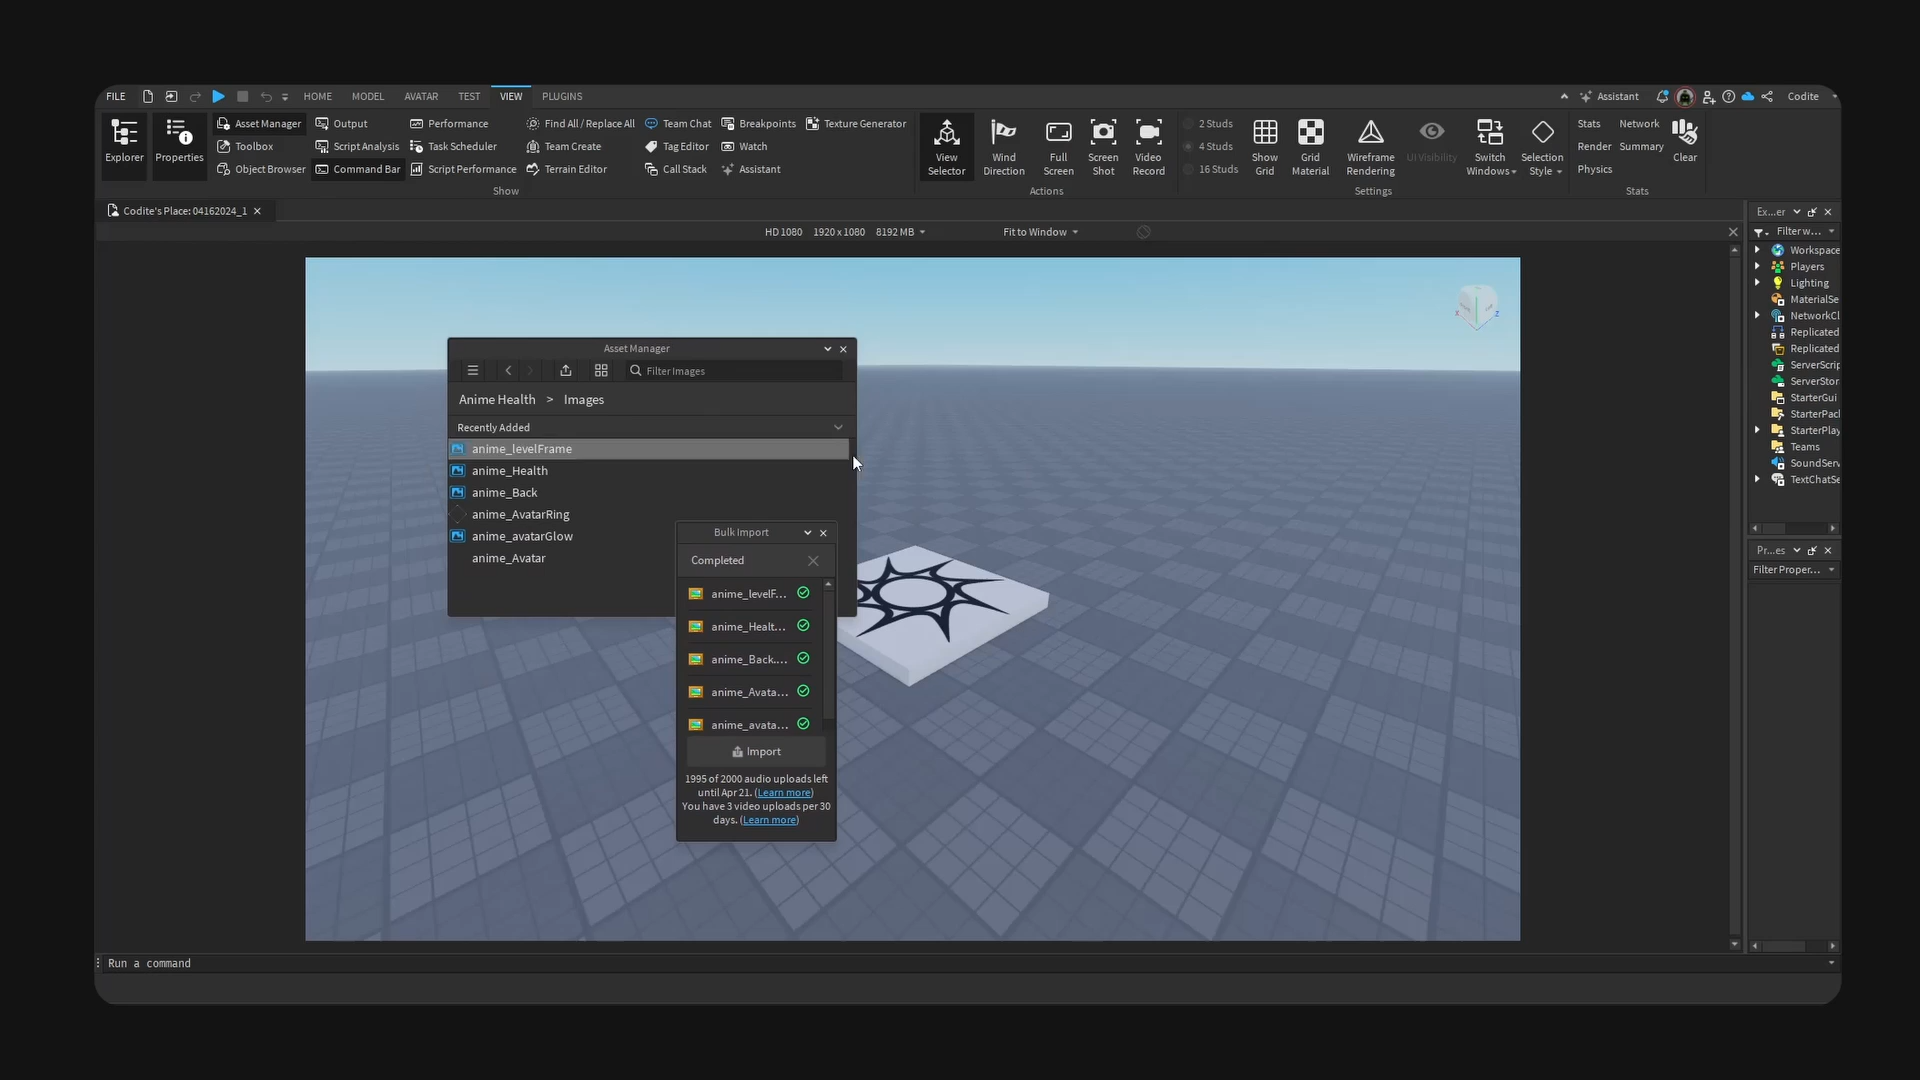 FILE HOME MODEL AVATAR TEST VIEW PLUGINS Assistant Codite
Explorer
Properties
Asset Manager
Toolbox
Object Browser
Output
Script Analysis
Command Bar
Performance
Task Scheduler
Script Performance
Find All / Replace All
Team Create
Terrain Editor
Team Chat
Tag Editor
Call Stack
Breakpoints
Watch
Assistant
Texture Generator
Show
View
Selector
Wind
Direction
Full
Screen
Screen
Shot
Video
Record
Actions
2 Studs
4 Studs
16 Studs
Show
Grid
Grid
Material
Wireframe
Rendering
UI Visibility
Switch
Windows
Selection
Style
Settings
Stats
Render
Physics
Network
Summary
Clear
Stats
Codite's Place: 04162024_1
HD 1080 1920 x 1080 8192 MB Fit to Window
Asset Manager
Filter Images
Anime Health > Images
Recently Added
anime_levelFrame
anime_Health
anime_Back
anime_AvatarRing
anime_avatarGlow
anime_Avatar
Bulk Import
Completed
anime_levelF...
anime_Healt...
anime_Back....
anime_Avata...
anime_avata...
Import
1995 of 2000 audio uploads left
until Apr 21. (Learn more)
You have 3 video uploads per 30
days. (Learn more)
Ex...er
Filter w...
Workspace
Players
Lighting
MaterialSe
NetworkCl
Replicated
Replicated
ServerScrip
ServerStor
StarterGui
StarterPack
StarterPlay
Teams
SoundServ
TextChatSe
Pr...es
Filter Proper...
Run a command